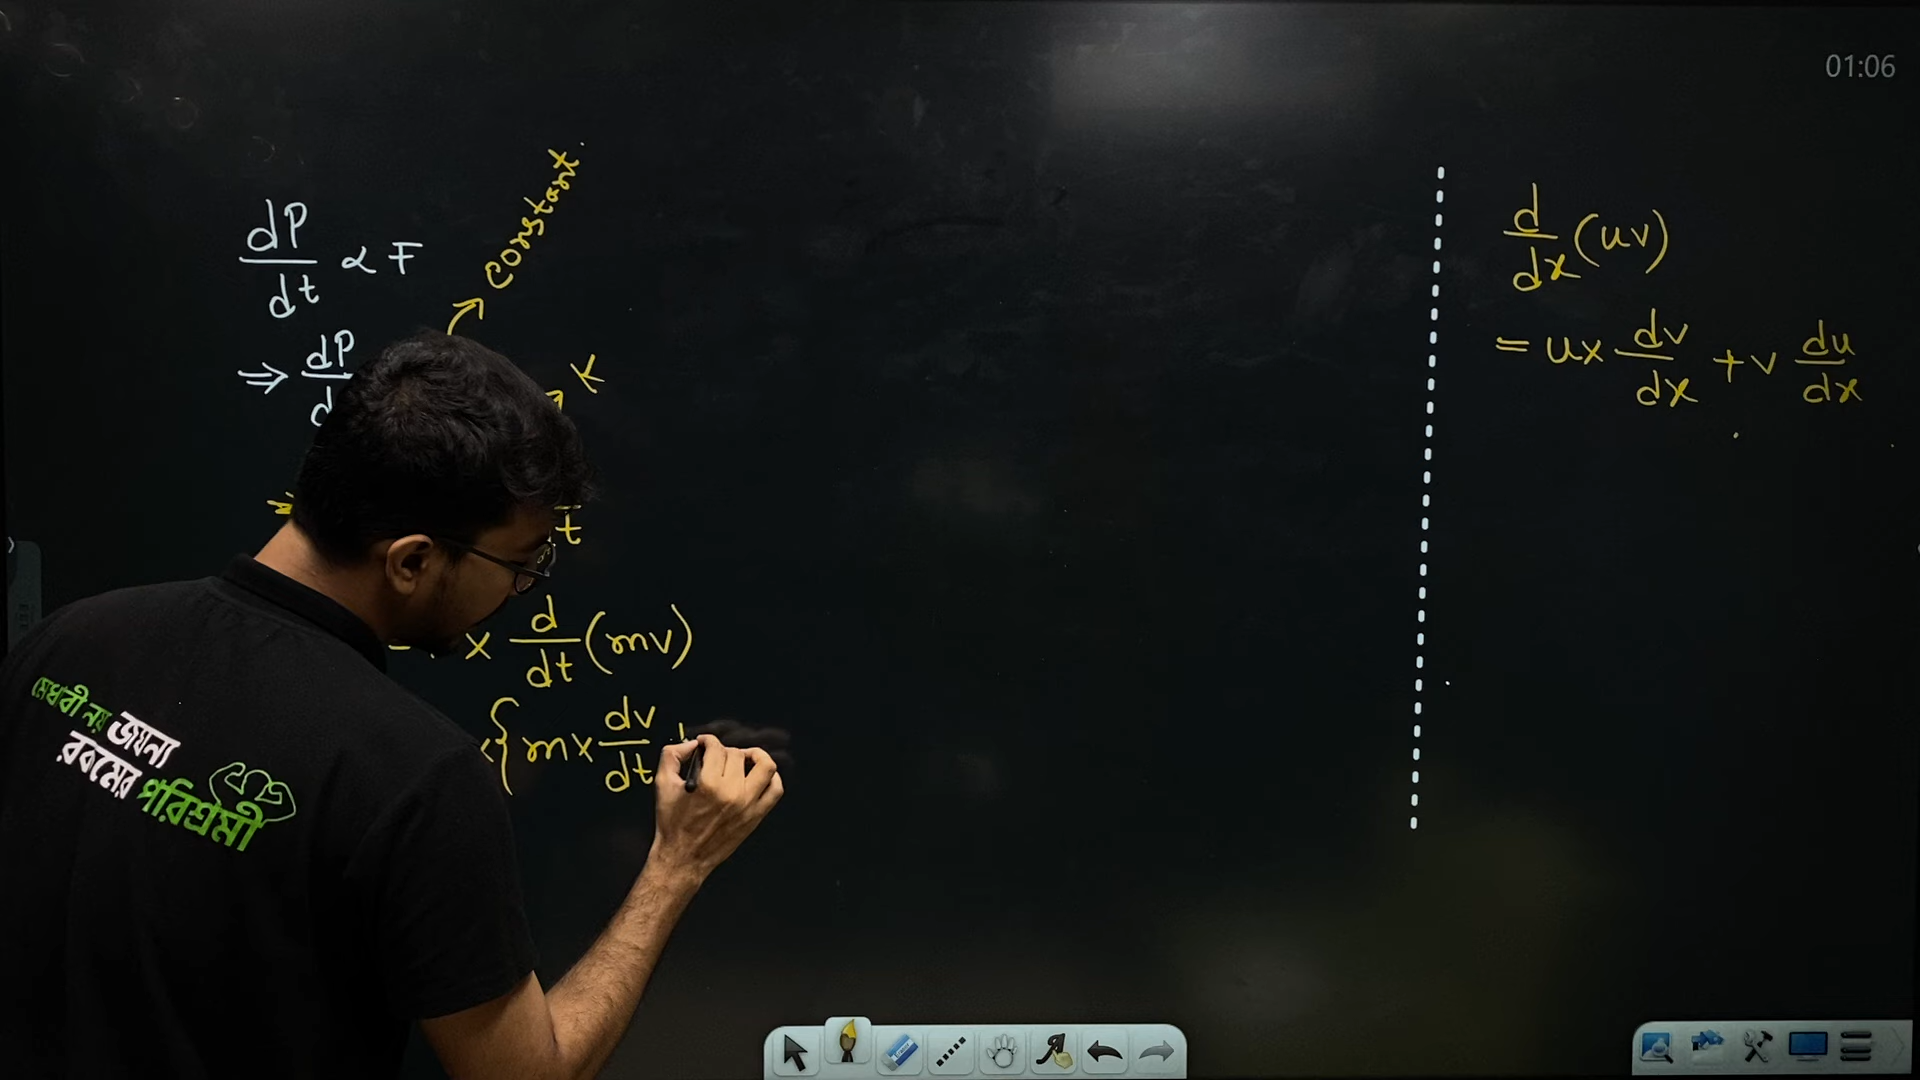 01:06
Constant.
dP/dt ∝ F
K
⇒ dP/d
t
× d/dt (mv)
{ m× dv/dt +
d/dx (uv)
= u× dv/dx + v du/dx
মেধাবী নয় জঘন্য
রকমের পরিশ্রমী